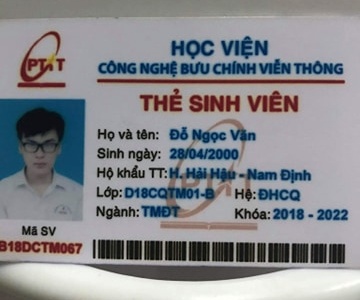 PTIT
HỌC VIỆN
CÔNG NGHỆ BƯU CHÍNH VIỄN THÔNG
THẺ SINH VIÊN
Họ và tên: Đỗ Ngọc Văn
Sinh ngày: 28/04/2000
Hộ khẩu TT: H. Hải Hậu - Nam Định
Lớp: D18CQTM01-B Hệ: ĐHCQ
Ngành: TMĐT Khóa: 2018 - 2022
Mã SV
B18DCTM067